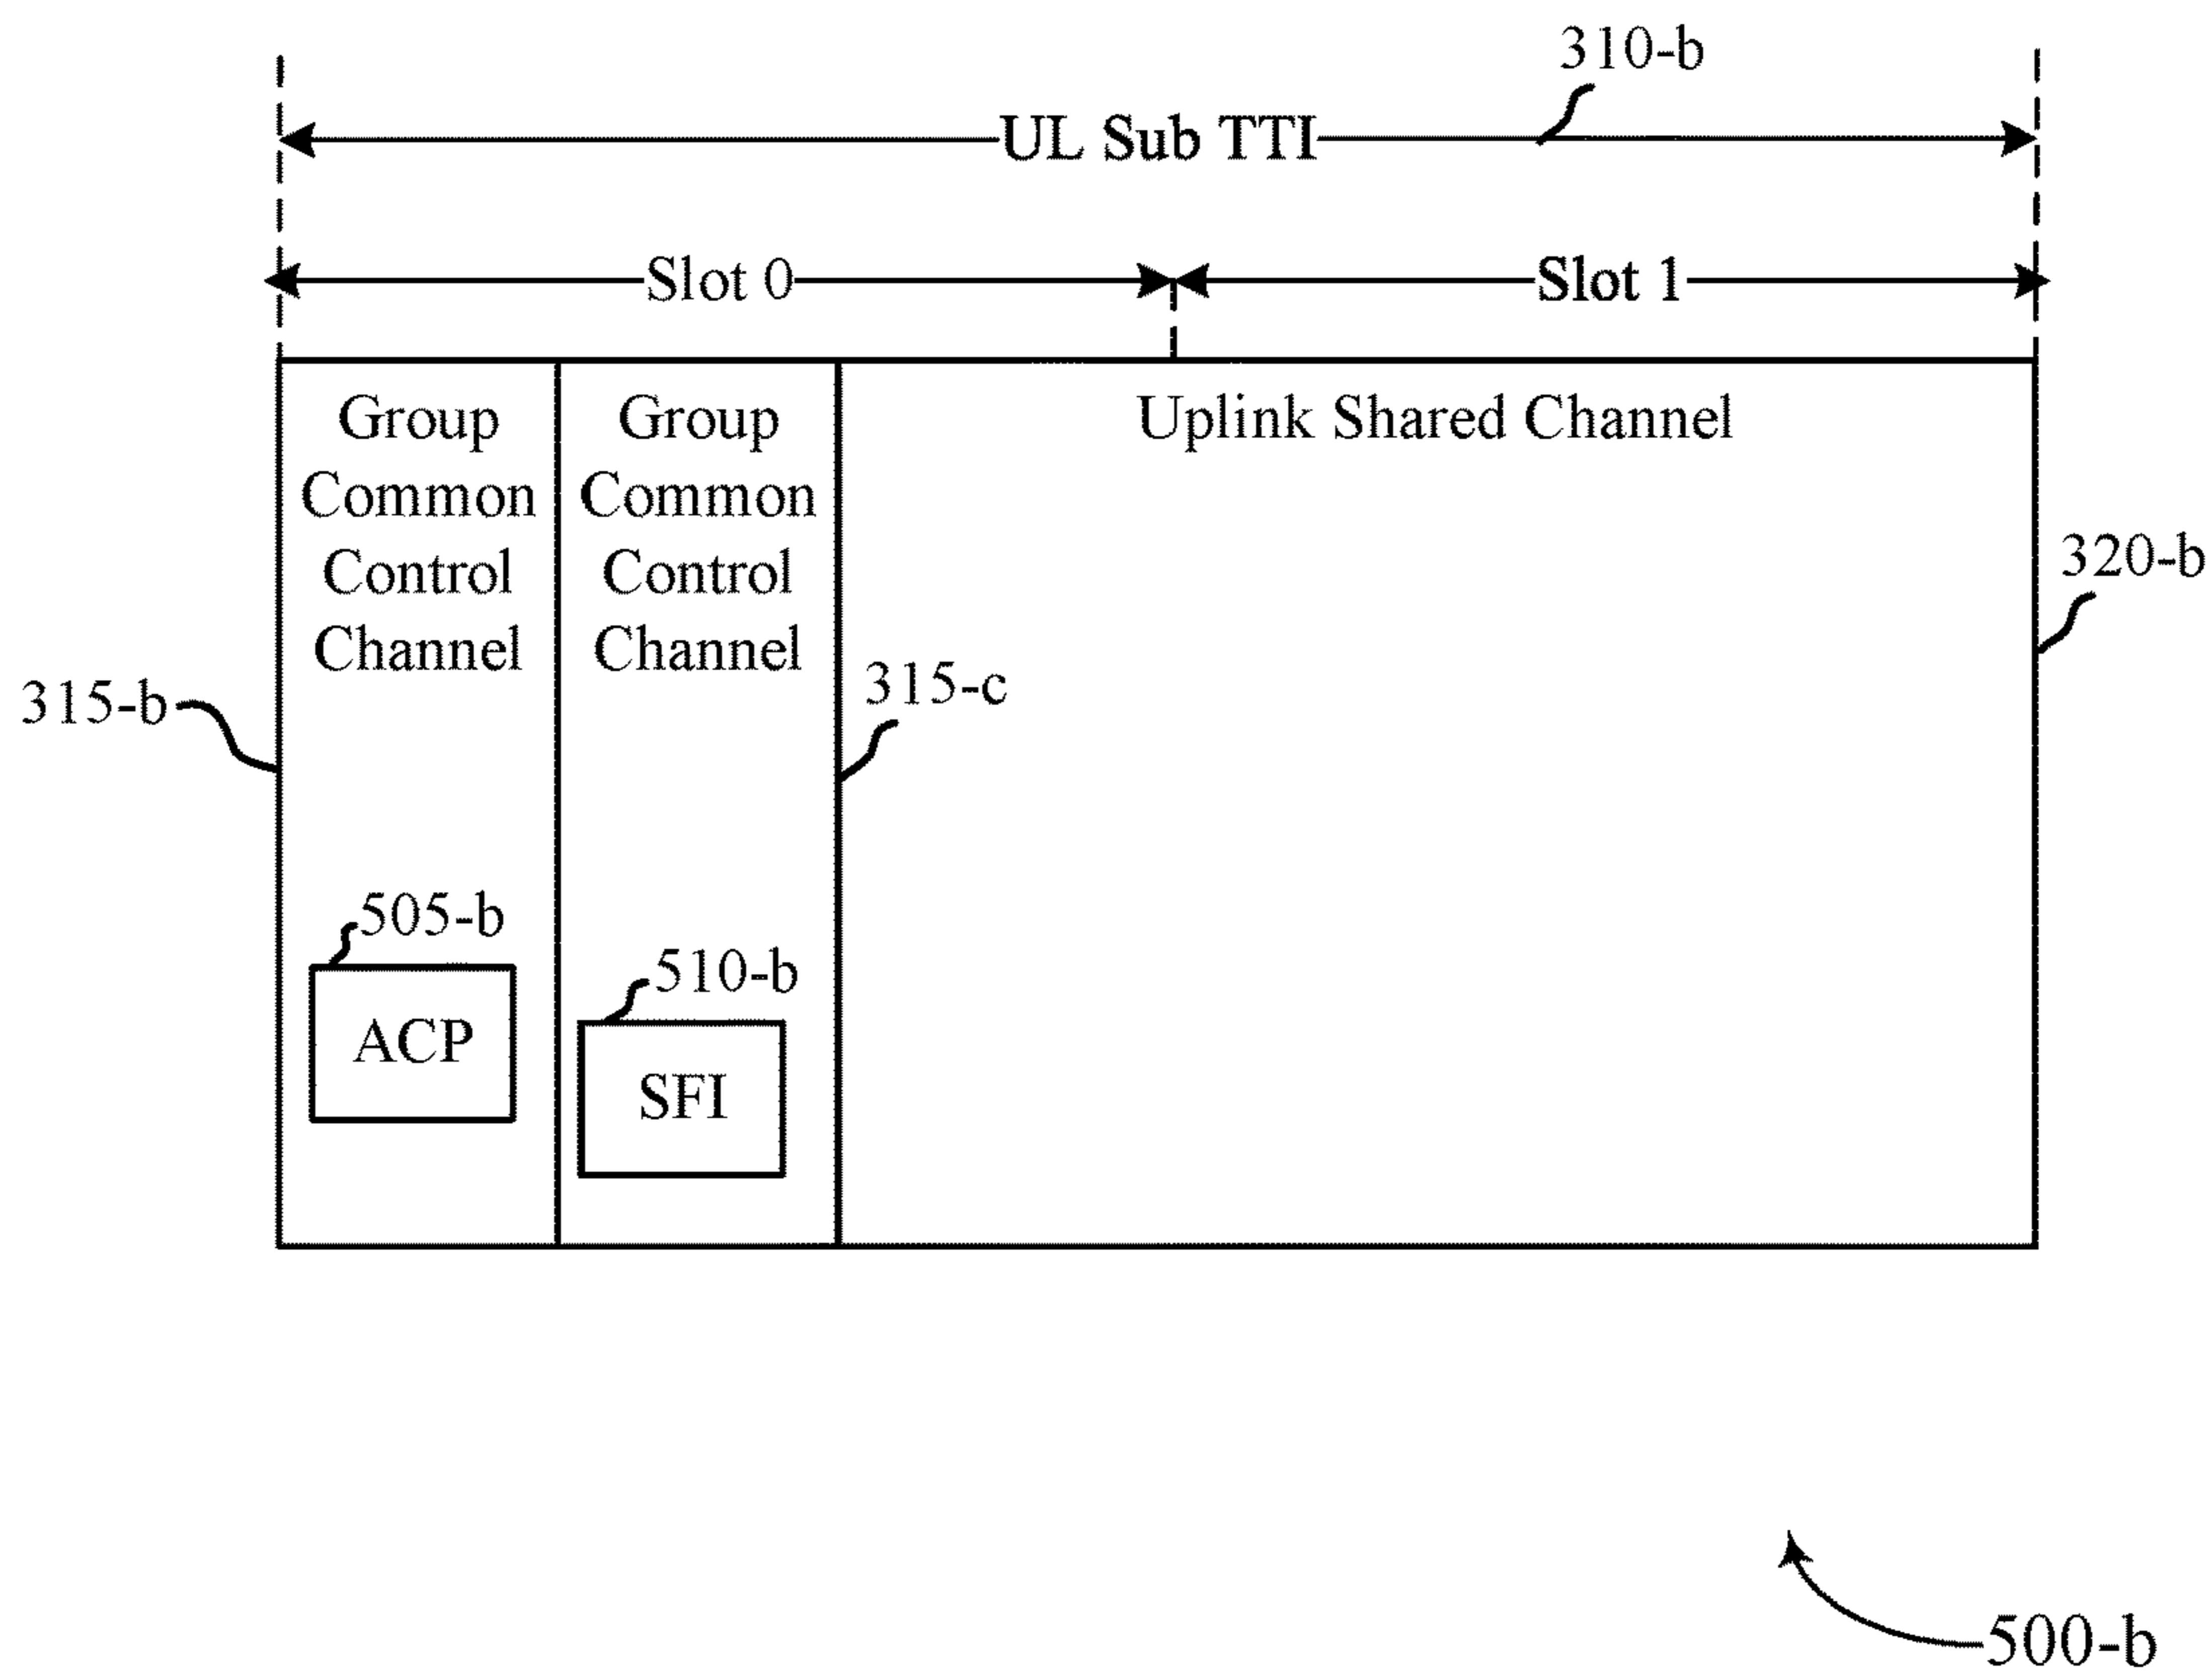 310-b
UL Sub TTI
Slot 0
Slot 1
Group
Common
Control
Channel
Group
Common
Control
Channel
Uplink Shared Channel
320-b
315-b
315-c
505-b
ACP
510-b
SFI
500-b